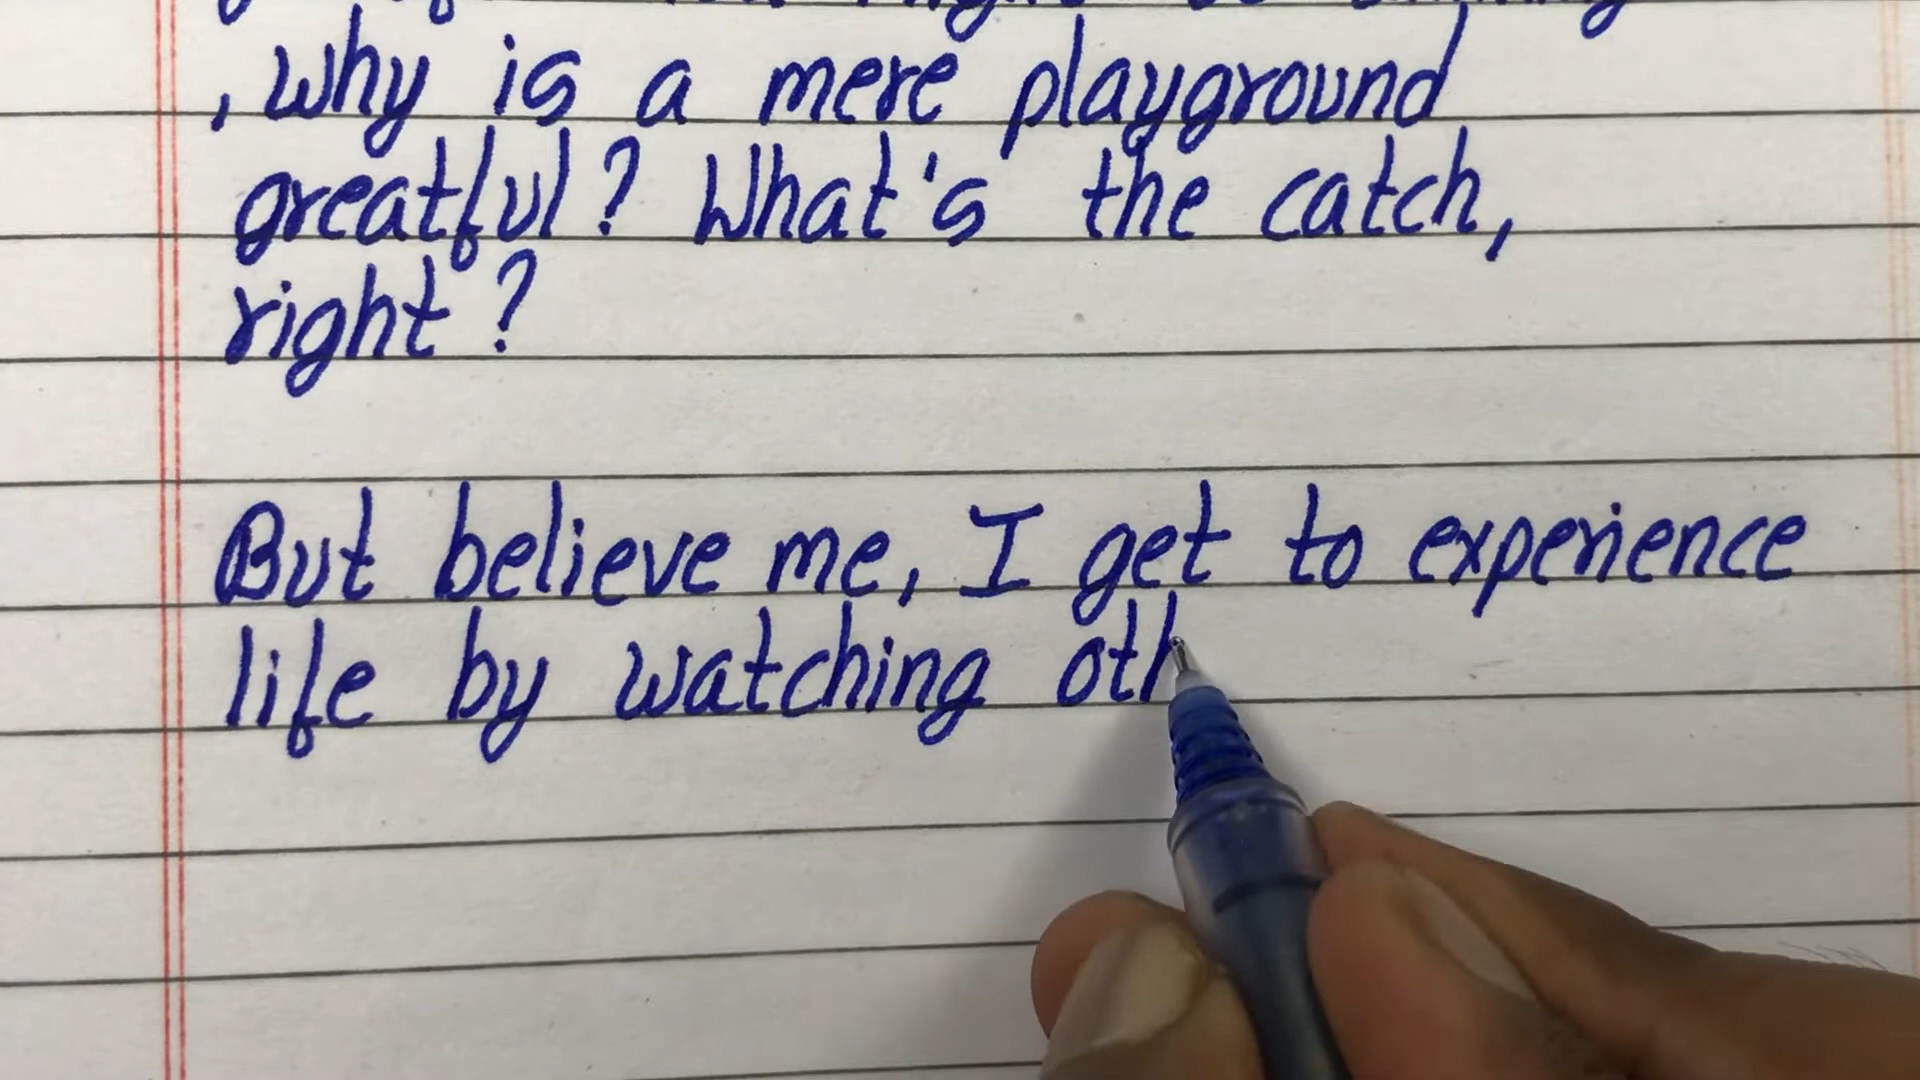 , why is a mere playground
greatful? What's the catch,
right?
But believe me, I get to experience
life by watching oth